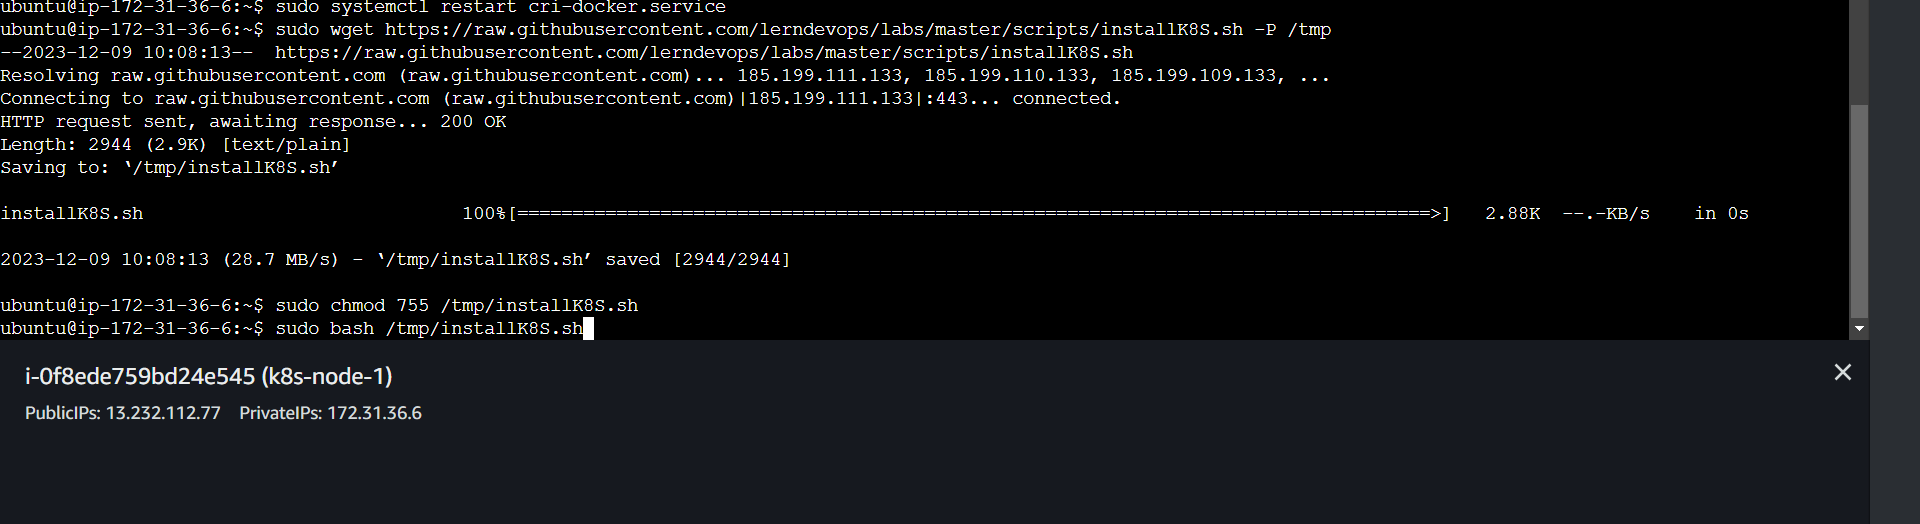 ubuntu@ip-172-31-36-6:~$ sudo systemctl restart cri-docker.service
ubuntu@ip-172-31-36-6:~$ sudo wget https://raw.githubusercontent.com/lerndevops/labs/master/scripts/installK8S.sh -P /tmp
--2023-12-09 10:08:13--  https://raw.githubusercontent.com/lerndevops/labs/master/scripts/installK8S.sh
Resolving raw.githubusercontent.com (raw.githubusercontent.com)... 185.199.111.133, 185.199.110.133, 185.199.109.133, ...
Connecting to raw.githubusercontent.com (raw.githubusercontent.com)|185.199.111.133|:443... connected.
HTTP request sent, awaiting response... 200 OK
Length: 2944 (2.9K) [text/plain]
Saving to: ‘/tmp/installK8S.sh’
installK8S.sh 100%[===================================================================================>] 2.88K --.-KB/s in 0s
2023-12-09 10:08:13 (28.7 MB/s) - ‘/tmp/installK8S.sh’ saved [2944/2944]
ubuntu@ip-172-31-36-6:~$ sudo chmod 755 /tmp/installK8S.sh
ubuntu@ip-172-31-36-6:~$ sudo bash /tmp/installK8S.sh
i-0f8ede759bd24e545 (k8s-node-1)
PublicIPs: 13.232.112.77 PrivateIPs: 172.31.36.6